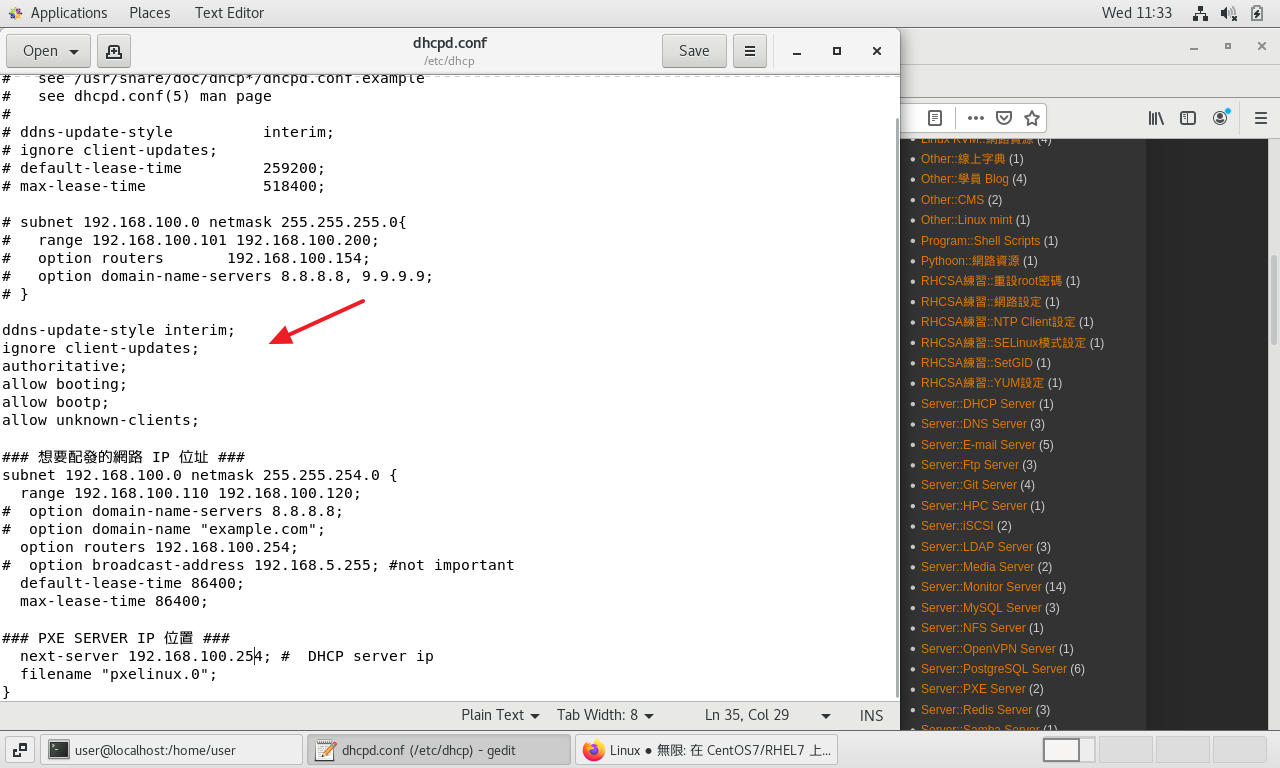 Applications Places Text Editor Wed 11:33
Open dhcpd.conf Save
/etc/dhcp
#   see /usr/share/doc/dhcp*/dhcpd.conf.example
#   see dhcpd.conf(5) man page
#
# ddns-update-style          interim;
# ignore client-updates;
# default-lease-time         259200;
# max-lease-time             518400;
# subnet 192.168.100.0 netmask 255.255.255.0{
#   range 192.168.100.101 192.168.100.200;
#   option routers       192.168.100.154;
#   option domain-name-servers 8.8.8.8, 9.9.9.9;
# }
ddns-update-style interim;
ignore client-updates;
authoritative;
allow booting;
allow bootp;
allow unknown-clients;
### 想要配發的網路 IP 位址 ###
subnet 192.168.100.0 netmask 255.255.254.0 {
  range 192.168.100.110 192.168.100.120;
#  option domain-name-servers 8.8.8.8;
#  option domain-name "example.com";
  option routers 192.168.100.254;
#  option broadcast-address 192.168.5.255; #not important
  default-lease-time 86400;
  max-lease-time 86400;
### PXE SERVER IP 位置 ###
  next-server 192.168.100.254; #  DHCP server ip
  filename "pxelinux.0";
}
Plain Text Tab Width: 8 Ln 35, Col 29 INS
Linux KVM::網路資源 (4)
Other::線上字典 (1)
Other::學員 Blog (4)
Other::CMS (2)
Other::Linux mint (1)
Program::Shell Scripts (1)
Pythoon::網路資源 (1)
RHCSA練習::重設root密碼 (1)
RHCSA練習::網路設定 (1)
RHCSA練習::NTP Client設定 (1)
RHCSA練習::SELinux模式設定 (1)
RHCSA練習::SetGID (1)
RHCSA練習::YUM設定 (1)
Server::DHCP Server (1)
Server::DNS Server (3)
Server::E-mail Server (5)
Server::Ftp Server (3)
Server::Git Server (4)
Server::HPC Server (1)
Server::iSCSI (2)
Server::LDAP Server (3)
Server::Media Server (2)
Server::Monitor Server (14)
Server::MySQL Server (3)
Server::NFS Server (1)
Server::OpenVPN Server (1)
Server::PostgreSQL Server (6)
Server::PXE Server (2)
Server::Redis Server (3)
Server::Samba Server (1)
user@localhost:/home/user dhcpd.conf (/etc/dhcp) - gedit Linux ● 無限: 在 CentOS7/RHEL7 上...